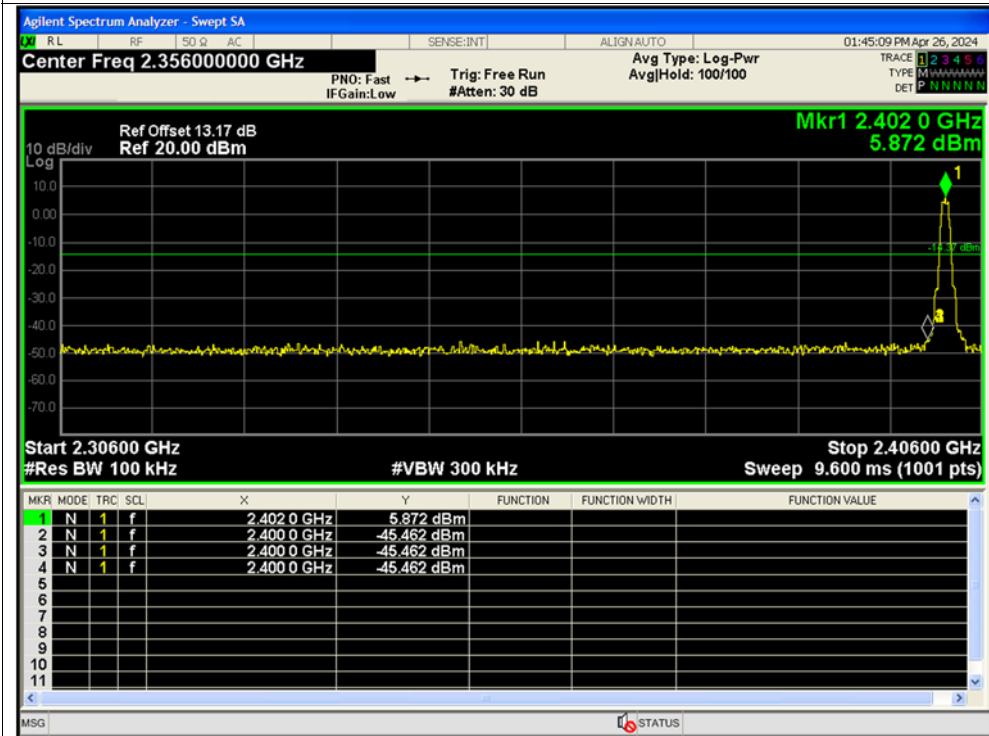 Agilent Spectrum Analyzer - Swept SA
LXI RL RF 50 Ω AC SENSE:INT ALIGNAUTO 01:45:09 PM Apr 26, 2024
Center Freq 2.356000000 GHz Avg Type: Log-Pwr TRACE 1 2 3 4 5 6
PNO: Fast Trig: Free Run Avg|Hold: 100/100 TYPE M
IFGain:Low #Atten: 30 dB DET P N N N N N
Ref Offset 13.17 dB Mkr1 2.402 0 GHz
10 dB/div Ref 20.00 dBm 5.872 dBm
Log
1
10.0
0.00
-10.0
-14.37 dBm
-20.0
-30.0
3
-40.0
-50.0
-60.0
-70.0
Start 2.30600 GHz Stop 2.40600 GHz
#Res BW 100 kHz #VBW 300 kHz Sweep 9.600 ms (1001 pts)
MKR MODE TRC SCL X Y FUNCTION FUNCTION WIDTH FUNCTION VALUE
1 N 1 f 2.402 0 GHz 5.872 dBm
2 N 1 f 2.400 0 GHz -45.462 dBm
3 N 1 f 2.400 0 GHz -45.462 dBm
4 N 1 f 2.400 0 GHz -45.462 dBm
5
6
7
8
9
10
11
MSG STATUS